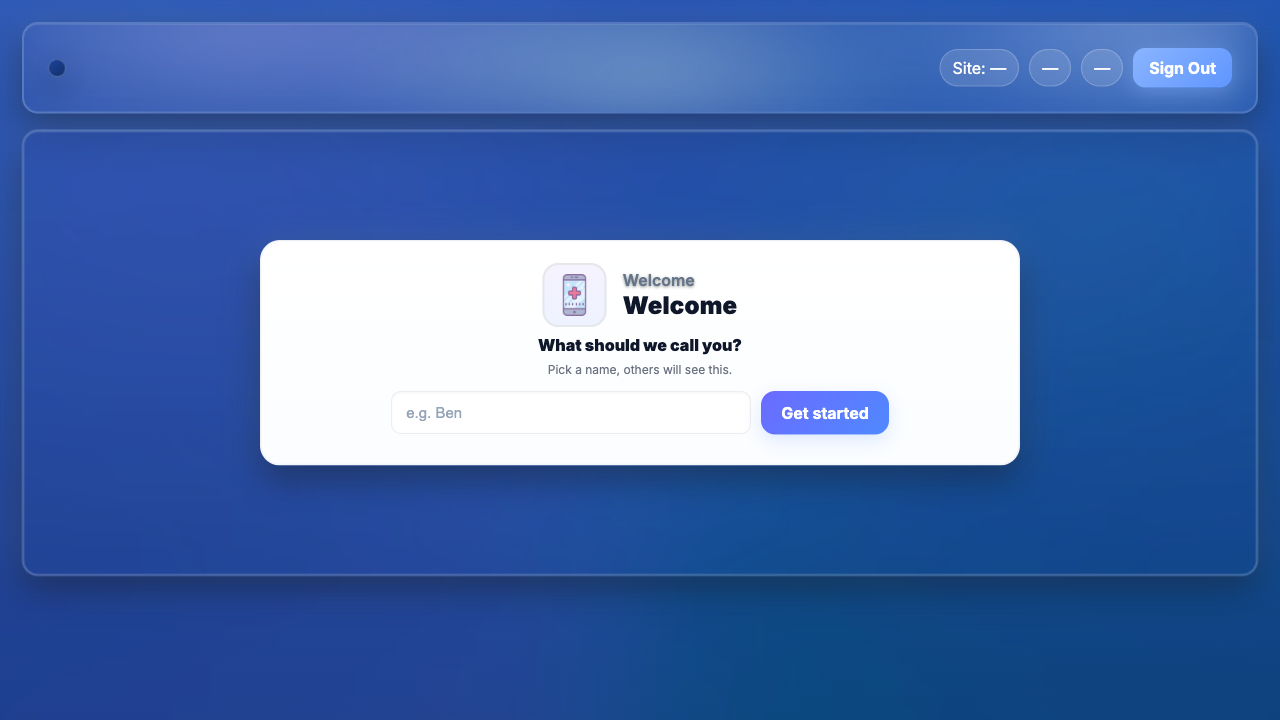 Site: — — — Sign Out
Welcome
Welcome
What should we call you?
Pick a name, others will see this.
e.g. Ben Get started